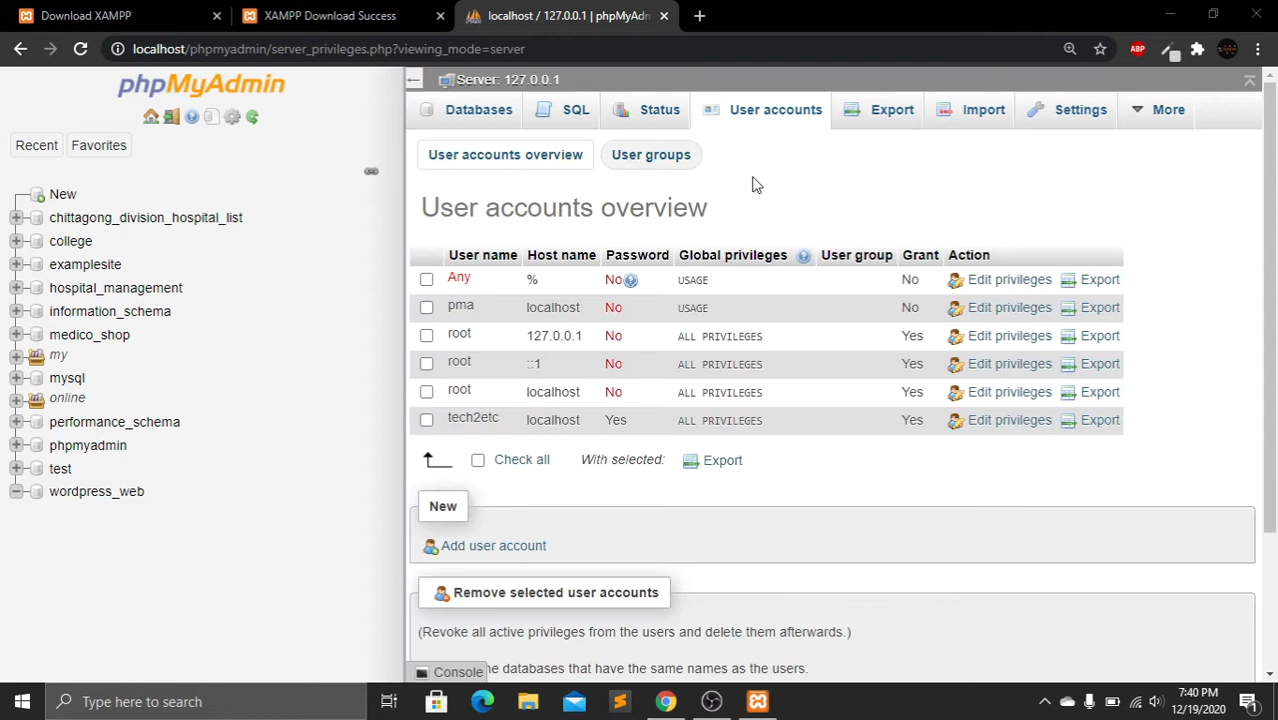 Download XAMPP
XAMPP Download Success
localhost / 127.0.0.1 | phpMyAdm
localhost/phpmyadmin/server_privileges.php?viewing_mode=server
ABP
phpMyAdmin
Recent
Favorites
New
chittagong_division_hospital_list
college
examplesite
hospital_management
information_schema
medico_shop
my
mysql
online
performance_schema
phpmyadmin
test
wordpress_web
Server: 127.0.0.1
Databases SQL Status User accounts Export Import Settings More
User accounts overview User groups
User accounts overview
User name Host name Password Global privileges User group Grant Action
Any % No USAGE No Edit privileges Export
pma localhost No USAGE No Edit privileges Export
root 127.0.0.1 No ALL PRIVILEGES Yes Edit privileges Export
root ::1 No ALL PRIVILEGES Yes Edit privileges Export
root localhost No ALL PRIVILEGES Yes Edit privileges Export
tech2etc localhost Yes ALL PRIVILEGES Yes Edit privileges Export
Check all With selected: Export
New
Add user account
Remove selected user accounts
(Revoke all active privileges from the users and delete them afterwards.)
Console
the databases that have the same names as the users.
Type here to search
7:40 PM
12/19/2020
1